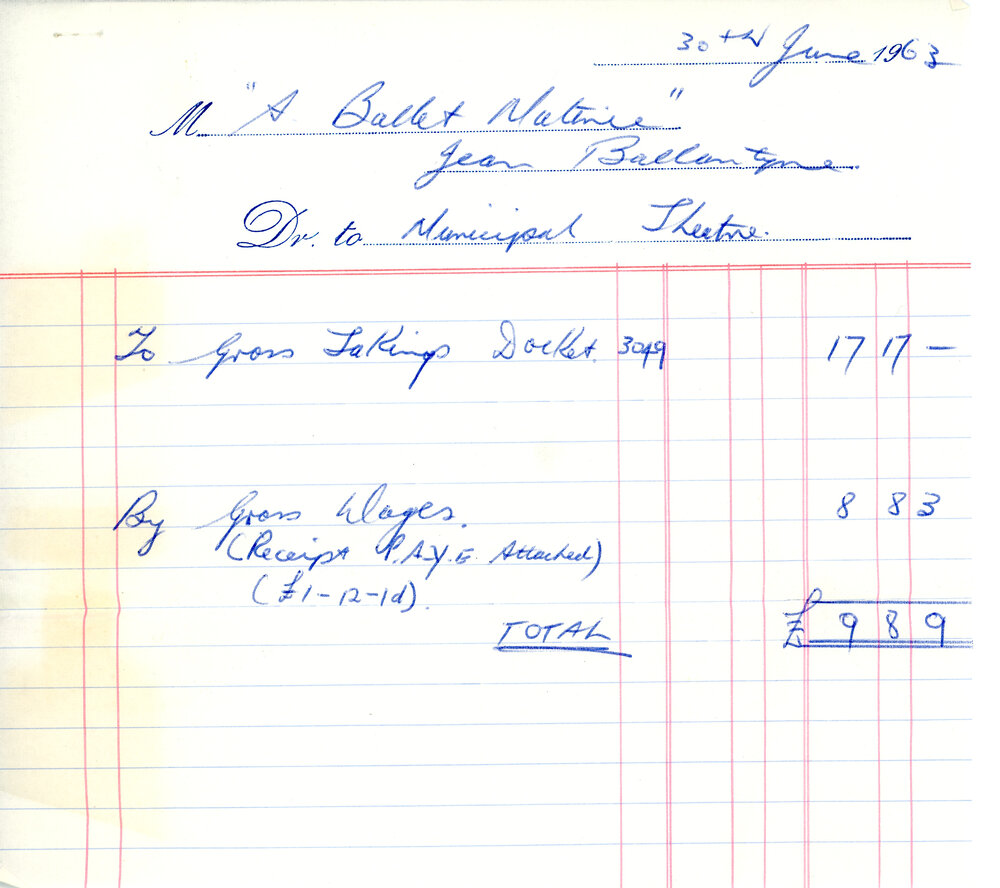 30th June 1963
M "A Ballet Matinie"
Jean Ballantyne.
Dr. to Municipal Theatre.
To Gross Takings Docket. 3049 17 17 —
By Gross Wages. 8 8 3
(Receipt P.A.Y.E Attached)
(£1-12-1d).
TOTAL £ 9 8 9